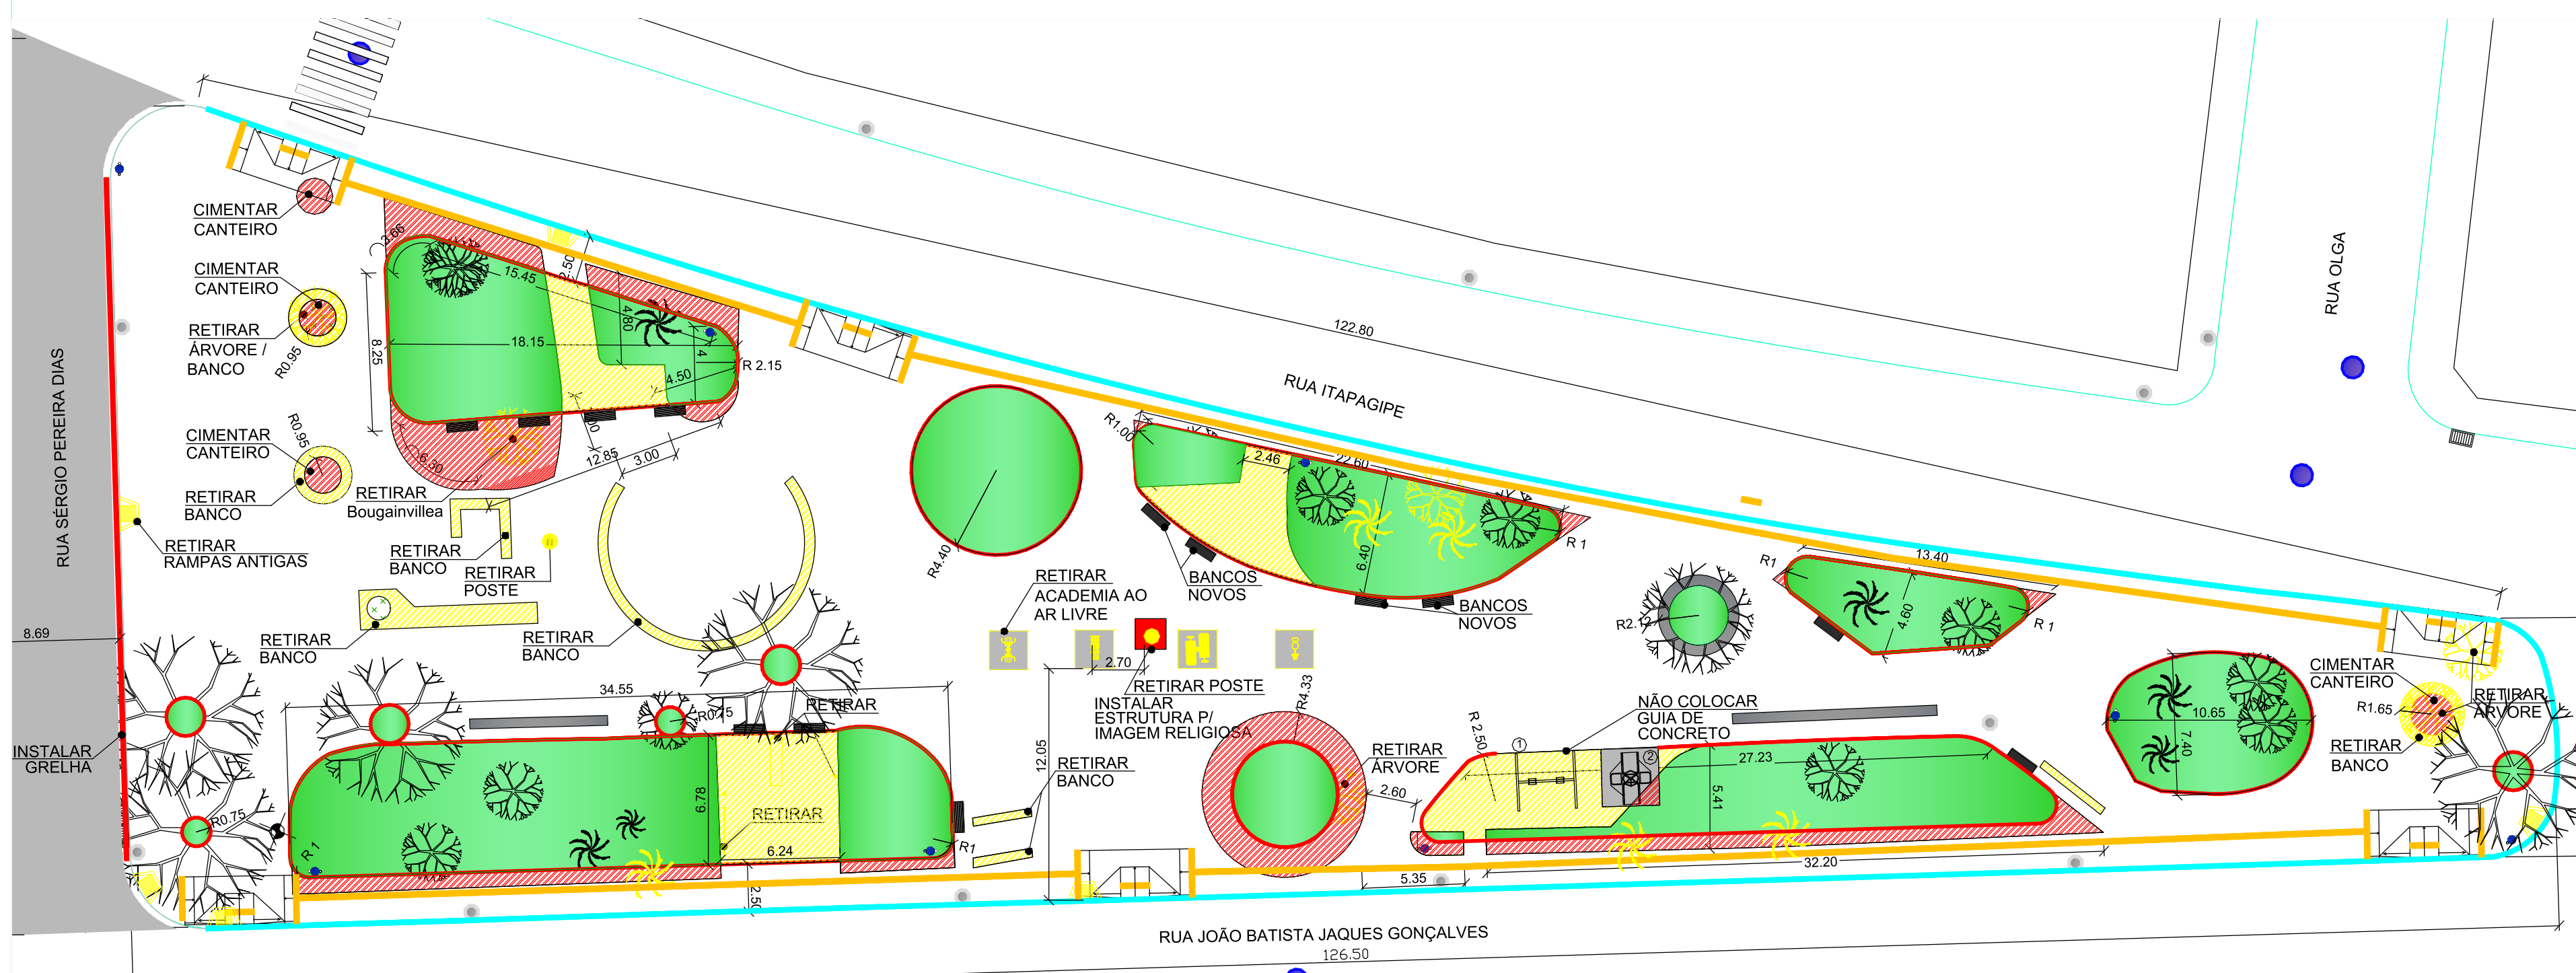 RUA SÉRGIO PEREIRA DIAS
8.69
INSTALAR
GRELHA
CIMENTAR
CANTEIRO
CIMENTAR
CANTEIRO
RETIRAR
ÁRVORE /
BANCO
R0.95
CIMENTAR
CANTEIRO
R0.95
RETIRAR
BANCO
RETIRAR
RAMPAS ANTIGAS
3.66
15.45
2.50
4.80
18.15
8.25
4
4.50
R 2.15
6.30
12.85
3.00
RETIRAR
Bougainvillea
RETIRAR
BANCO
RETIRAR
POSTE
RETIRAR
BANCO
RETIRAR
BANCO
34.55
R0.75
RETIRAR
R0.75
R 1
6.78
RETIRAR
6.24
R1
2.50
R4.40
RETIRAR
ACADEMIA AO
AR LIVRE
2.70
RETIRAR POSTE
INSTALAR
ESTRUTURA P/
IMAGEM RELIGIOSA
RETIRAR
BANCO
12.05
122.80
RUA ITAPAGIPE
RUA OLGA
R1.00
2.46
22.60
6.40
R 1
BANCOS
NOVOS
BANCOS
NOVOS
R4.33
RETIRAR
ÁRVORE
2.60
5.35
R 2.50
1
2
NÃO COLOCAR
GUIA DE
CONCRETO
27.23
5.41
32.20
R2.12
R1
13.40
4.60
R 1
10.65
7.40
CIMENTAR
CANTEIRO
R1.65
RETIRAR
ÁRVORE
RETIRAR
BANCO
RUA JOÃO BATISTA JAQUES GONÇALVES
126.50